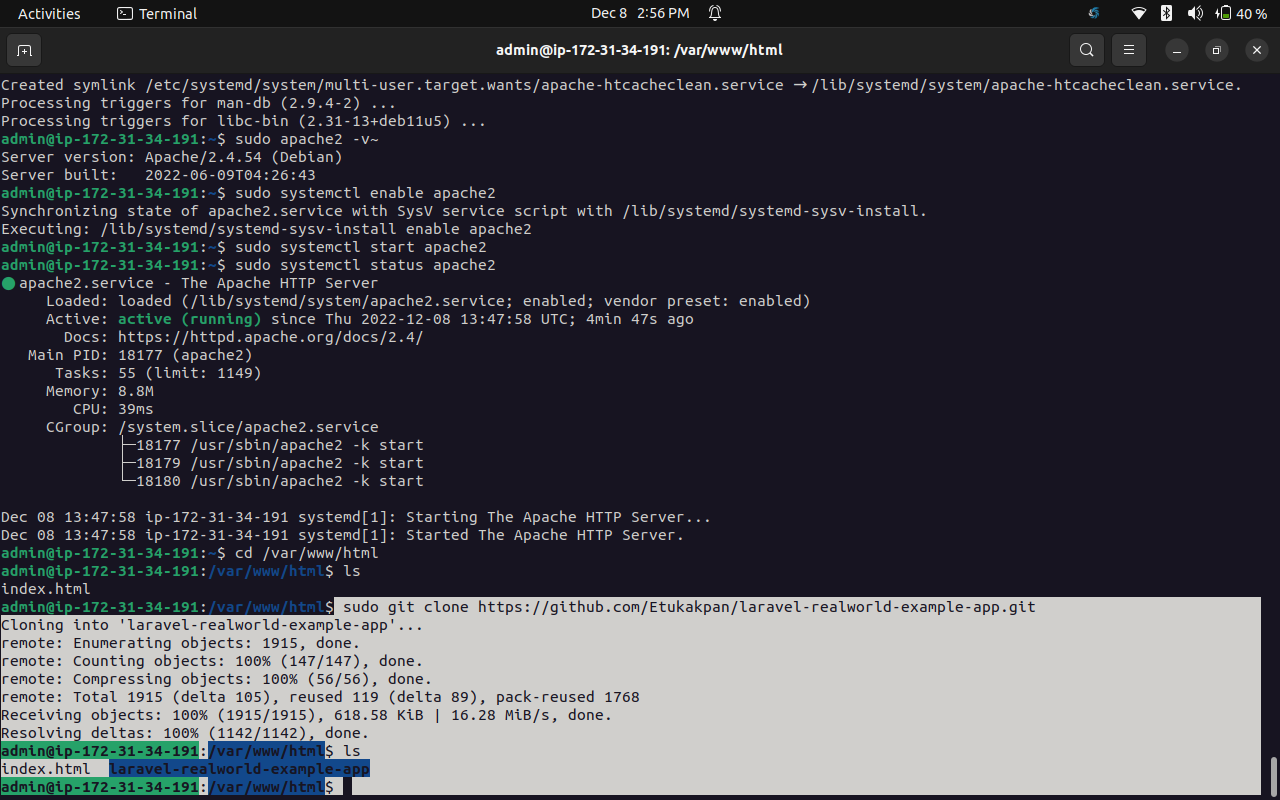 Activities Terminal Dec 8 2:56 PM 40 %
admin@ip-172-31-34-191: /var/www/html
Created symlink /etc/systemd/system/multi-user.target.wants/apache-htcacheclean.service → /lib/systemd/system/apache-htcacheclean.service.
Processing triggers for man-db (2.9.4-2) ...
Processing triggers for libc-bin (2.31-13+deb11u5) ...
admin@ip-172-31-34-191:~$ sudo apache2 -v~
Server version: Apache/2.4.54 (Debian)
Server built:   2022-06-09T04:26:43
admin@ip-172-31-34-191:~$ sudo systemctl enable apache2
Synchronizing state of apache2.service with SysV service script with /lib/systemd/systemd-sysv-install.
Executing: /lib/systemd/systemd-sysv-install enable apache2
admin@ip-172-31-34-191:~$ sudo systemctl start apache2
admin@ip-172-31-34-191:~$ sudo systemctl status apache2
● apache2.service - The Apache HTTP Server
     Loaded: loaded (/lib/systemd/system/apache2.service; enabled; vendor preset: enabled)
     Active: active (running) since Thu 2022-12-08 13:47:58 UTC; 4min 47s ago
       Docs: https://httpd.apache.org/docs/2.4/
   Main PID: 18177 (apache2)
      Tasks: 55 (limit: 1149)
     Memory: 8.8M
        CPU: 39ms
     CGroup: /system.slice/apache2.service
             ├─18177 /usr/sbin/apache2 -k start
             ├─18179 /usr/sbin/apache2 -k start
             └─18180 /usr/sbin/apache2 -k start
Dec 08 13:47:58 ip-172-31-34-191 systemd[1]: Starting The Apache HTTP Server...
Dec 08 13:47:58 ip-172-31-34-191 systemd[1]: Started The Apache HTTP Server.
admin@ip-172-31-34-191:~$ cd /var/www/html
admin@ip-172-31-34-191:/var/www/html$ ls
index.html
admin@ip-172-31-34-191:/var/www/html$ sudo git clone https://github.com/Etukakpan/laravel-realworld-example-app.git
Cloning into 'laravel-realworld-example-app'...
remote: Enumerating objects: 1915, done.
remote: Counting objects: 100% (147/147), done.
remote: Compressing objects: 100% (56/56), done.
remote: Total 1915 (delta 105), reused 119 (delta 89), pack-reused 1768
Receiving objects: 100% (1915/1915), 618.58 KiB | 16.28 MiB/s, done.
Resolving deltas: 100% (1142/1142), done.
admin@ip-172-31-34-191:/var/www/html$ ls
index.html  laravel-realworld-example-app
admin@ip-172-31-34-191:/var/www/html$